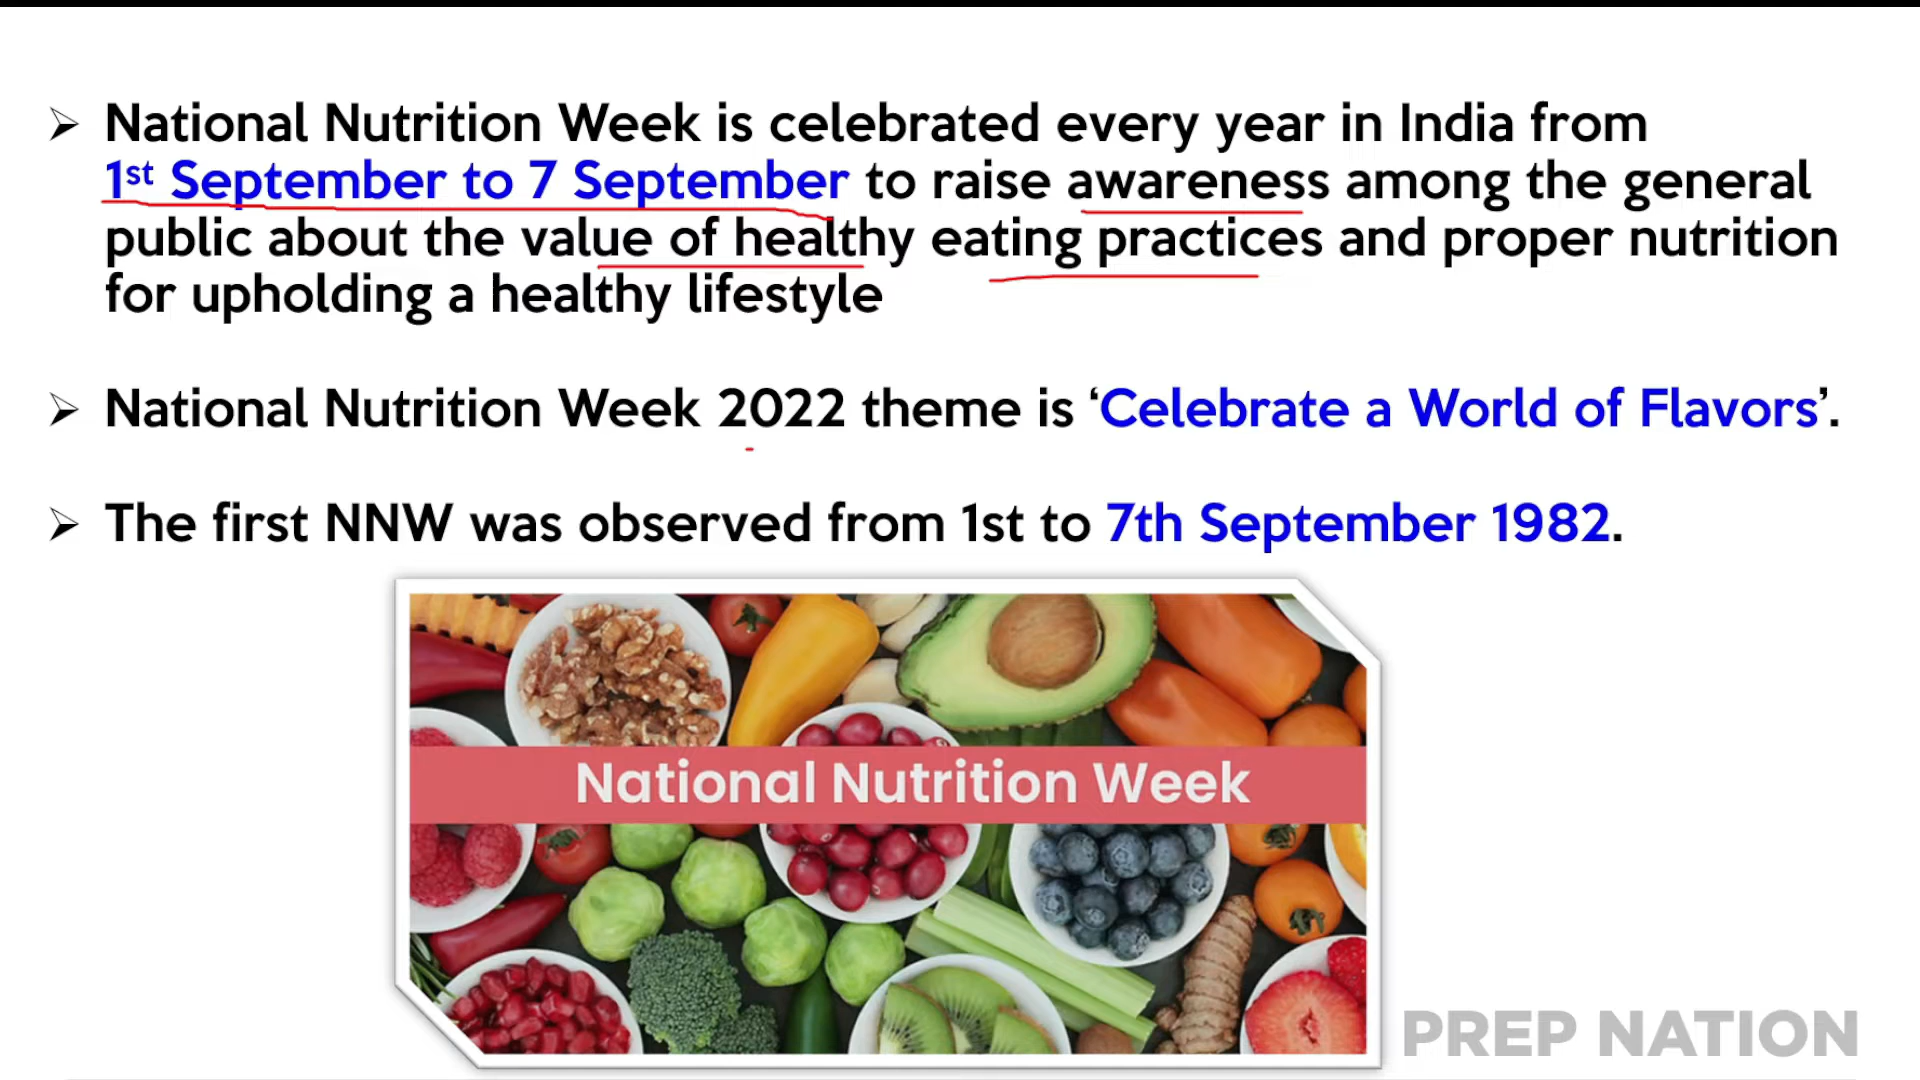 ➢ National Nutrition Week is celebrated every year in India from
1st September to 7 September to raise awareness among the general
public about the value of healthy eating practices and proper nutrition
for upholding a healthy lifestyle
➢ National Nutrition Week 2022 theme is ‘Celebrate a World of Flavors’.
➢ The first NNW was observed from 1st to 7th September 1982.
National Nutrition Week
PREP NATION